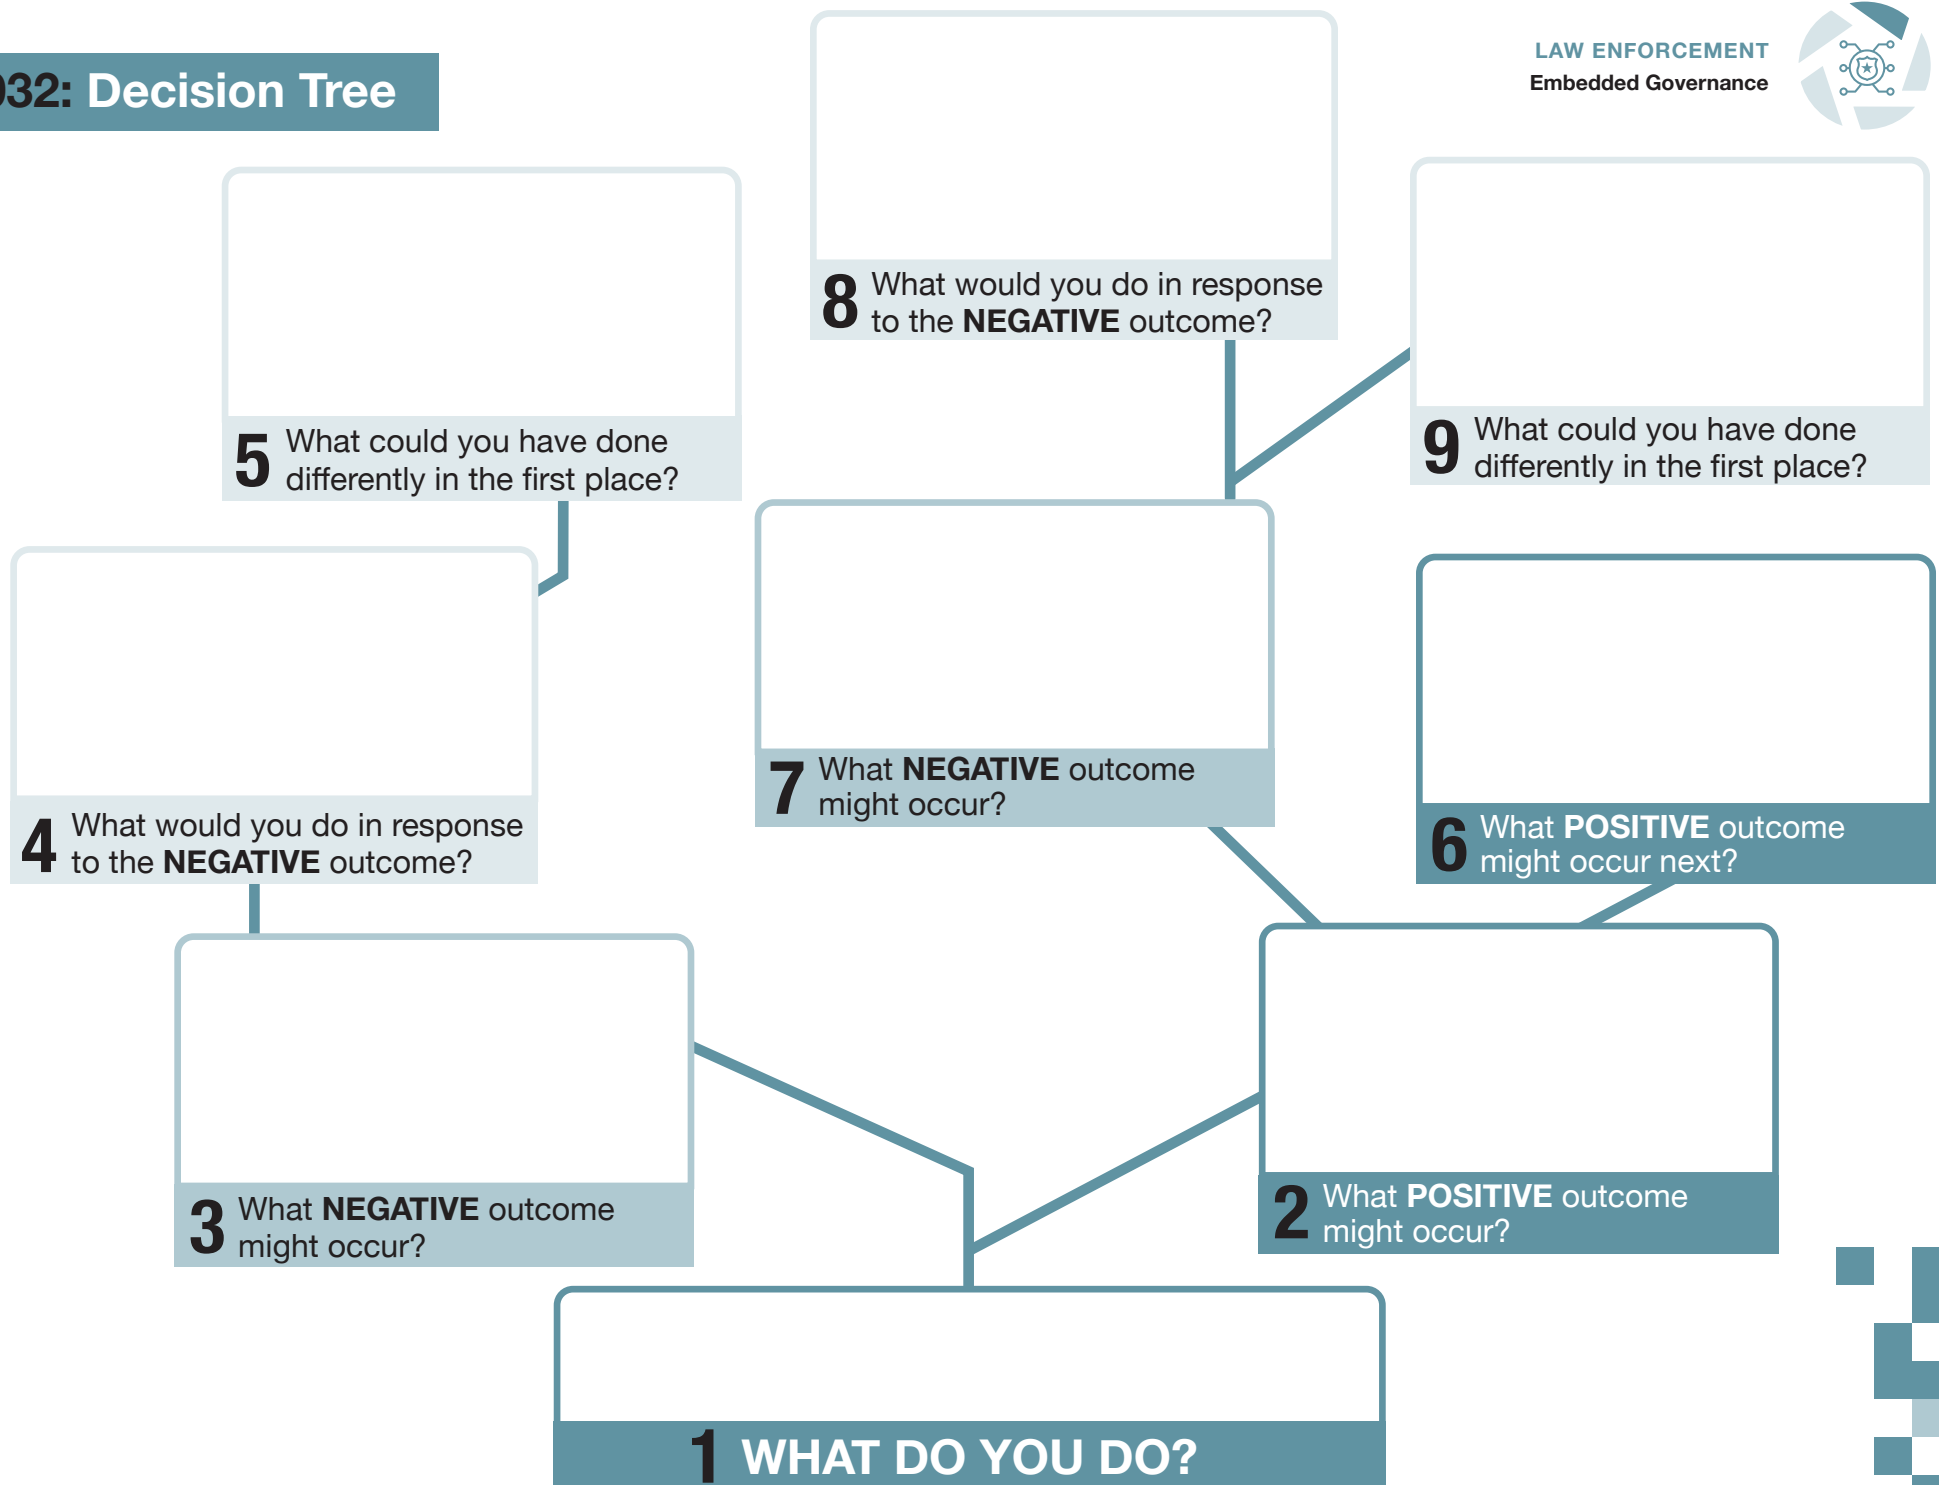 032: Decision Tree
LAW ENFORCEMENT
Embedded Governance
8 What would you do in response
to the NEGATIVE outcome?
5 What could you have done
differently in the first place?
9 What could you have done
differently in the first place?
4 What would you do in response
to the NEGATIVE outcome?
7 What NEGATIVE outcome
might occur?
6 What POSITIVE outcome
might occur next?
3 What NEGATIVE outcome
might occur?
2 What POSITIVE outcome
might occur?
1 WHAT DO YOU DO?